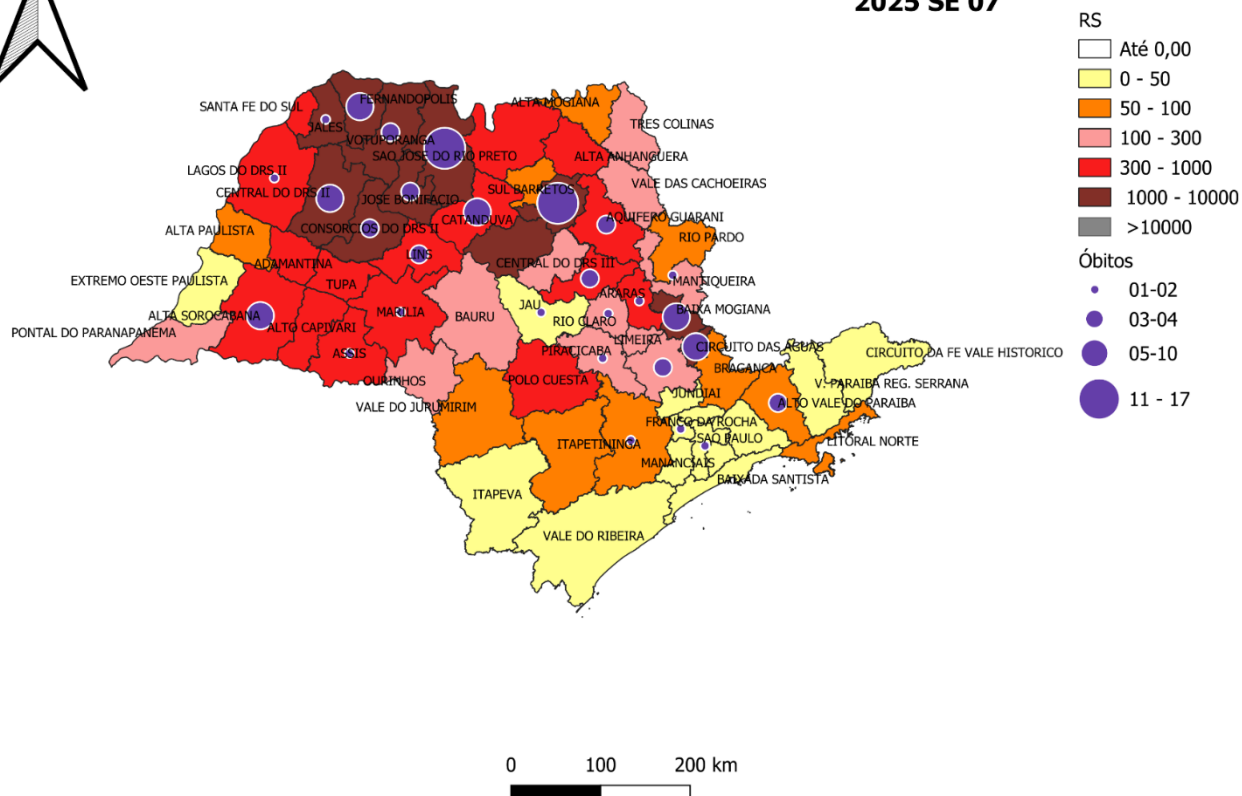 2025 SE 07
RS
Até 0,00
0 - 50
50 - 100
100 - 300
300 - 1000
1000 - 10000
>10000
Óbitos
01-02
03-04
05-10
11 - 17
SANTA FE DO SUL
FERNANDOPOLIS
JALES
VOTUPORANGA
SAO JOSE DO RIO PRETO
ALTA MOGIANA
TRES COLINAS
ALTA ANHANGUERA
LAGOS DO DRS II
CENTRAL DO DRS II
JOSE BONIFACIO
SUL BARRETOS
VALE DAS CACHOEIRAS
CATANDUVA
AQUIFERO GUARANI
ALTA PAULISTA
CONSORCIOS DO DRS II
RIO PARDO
LINS
ADAMANTINA
CENTRAL DO DRS III
EXTREMO OESTE PAULISTA
TUPA
MANTIQUEIRA
ARARAS
ALTA SOROCABANA
MARILIA
BAURU
JAU
BAIXA MOGIANA
PONTAL DO PARANAPANEMA
ALTO CAPIVARI
RIO CLARO
LIMEIRA
ASSIS
PIRACICABA
CIRCUITO DAS AGUAS
CIRCUITO DA FE VALE HISTORICO
BRAGANCA
OURINHOS
POLO CUESTA
V. PARAIBA REG. SERRANA
JUNDIAI
VALE DO JURUMIRIM
ALTO VALE DO PARAIBA
FRANCO DA ROCHA
SAO PAULO
LITORAL NORTE
ITAPETININGA
MANANCIAIS
BAIXADA SANTISTA
ITAPEVA
VALE DO RIBEIRA
0 100 200 km